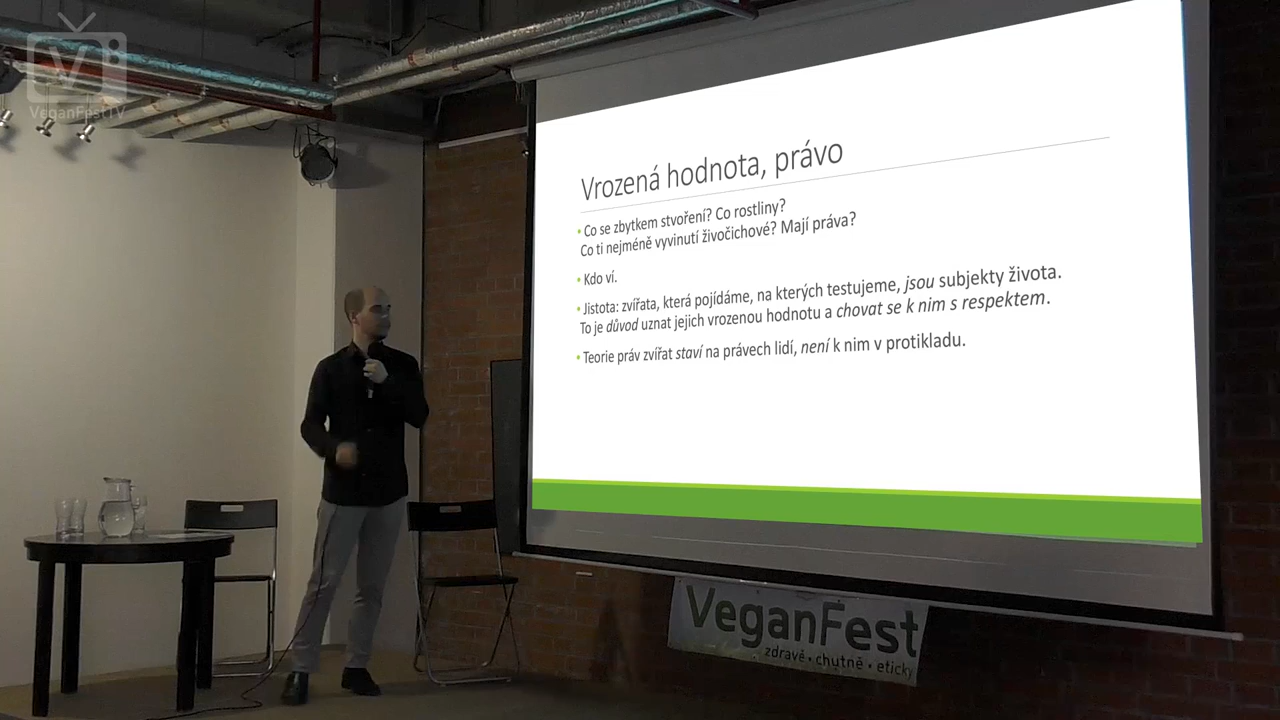 VeganFestTV
Vrozená hodnota, právo
• Co se zbytkem stvoření? Co rostliny?
Co ti nejméně vyvinutí živočichové? Mají práva?
• Kdo ví.
• Jistota: zvířata, která pojídáme, na kterých testujeme, jsou subjekty života.
To je důvod uznat jejich vrozenou hodnotu a chovat se k nim s respektem.
• Teorie práv zvířat staví na právech lidí, není k nim v protikladu.
VeganFest
zdravě • chutně • eticky